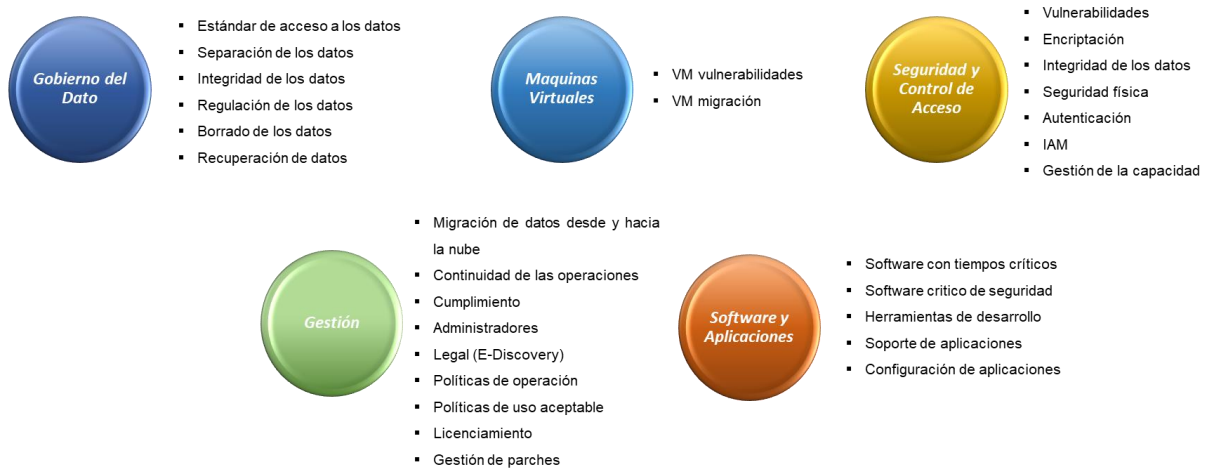 Gobierno del
Dato
▪ Estándar de acceso a los datos
▪ Separación de los datos
▪ Integridad de los datos
▪ Regulación de los datos
▪ Borrado de los datos
▪ Recuperación de datos
Maquinas
Virtuales
▪ VM vulnerabilidades
▪ VM migración
Seguridad y
Control de
Acceso
▪ Vulnerabilidades
▪ Encriptación
▪ Integridad de los datos
▪ Seguridad física
▪ Autenticación
▪ IAM
▪ Gestión de la capacidad
Gestión
▪ Migración de datos desde y hacia
la nube
▪ Continuidad de las operaciones
▪ Cumplimiento
▪ Administradores
▪ Legal (E-Discovery)
▪ Políticas de operación
▪ Políticas de uso aceptable
▪ Licenciamiento
▪ Gestión de parches
Software y
Aplicaciones
▪ Software con tiempos críticos
▪ Software critico de seguridad
▪ Herramientas de desarrollo
▪ Soporte de aplicaciones
▪ Configuración de aplicaciones